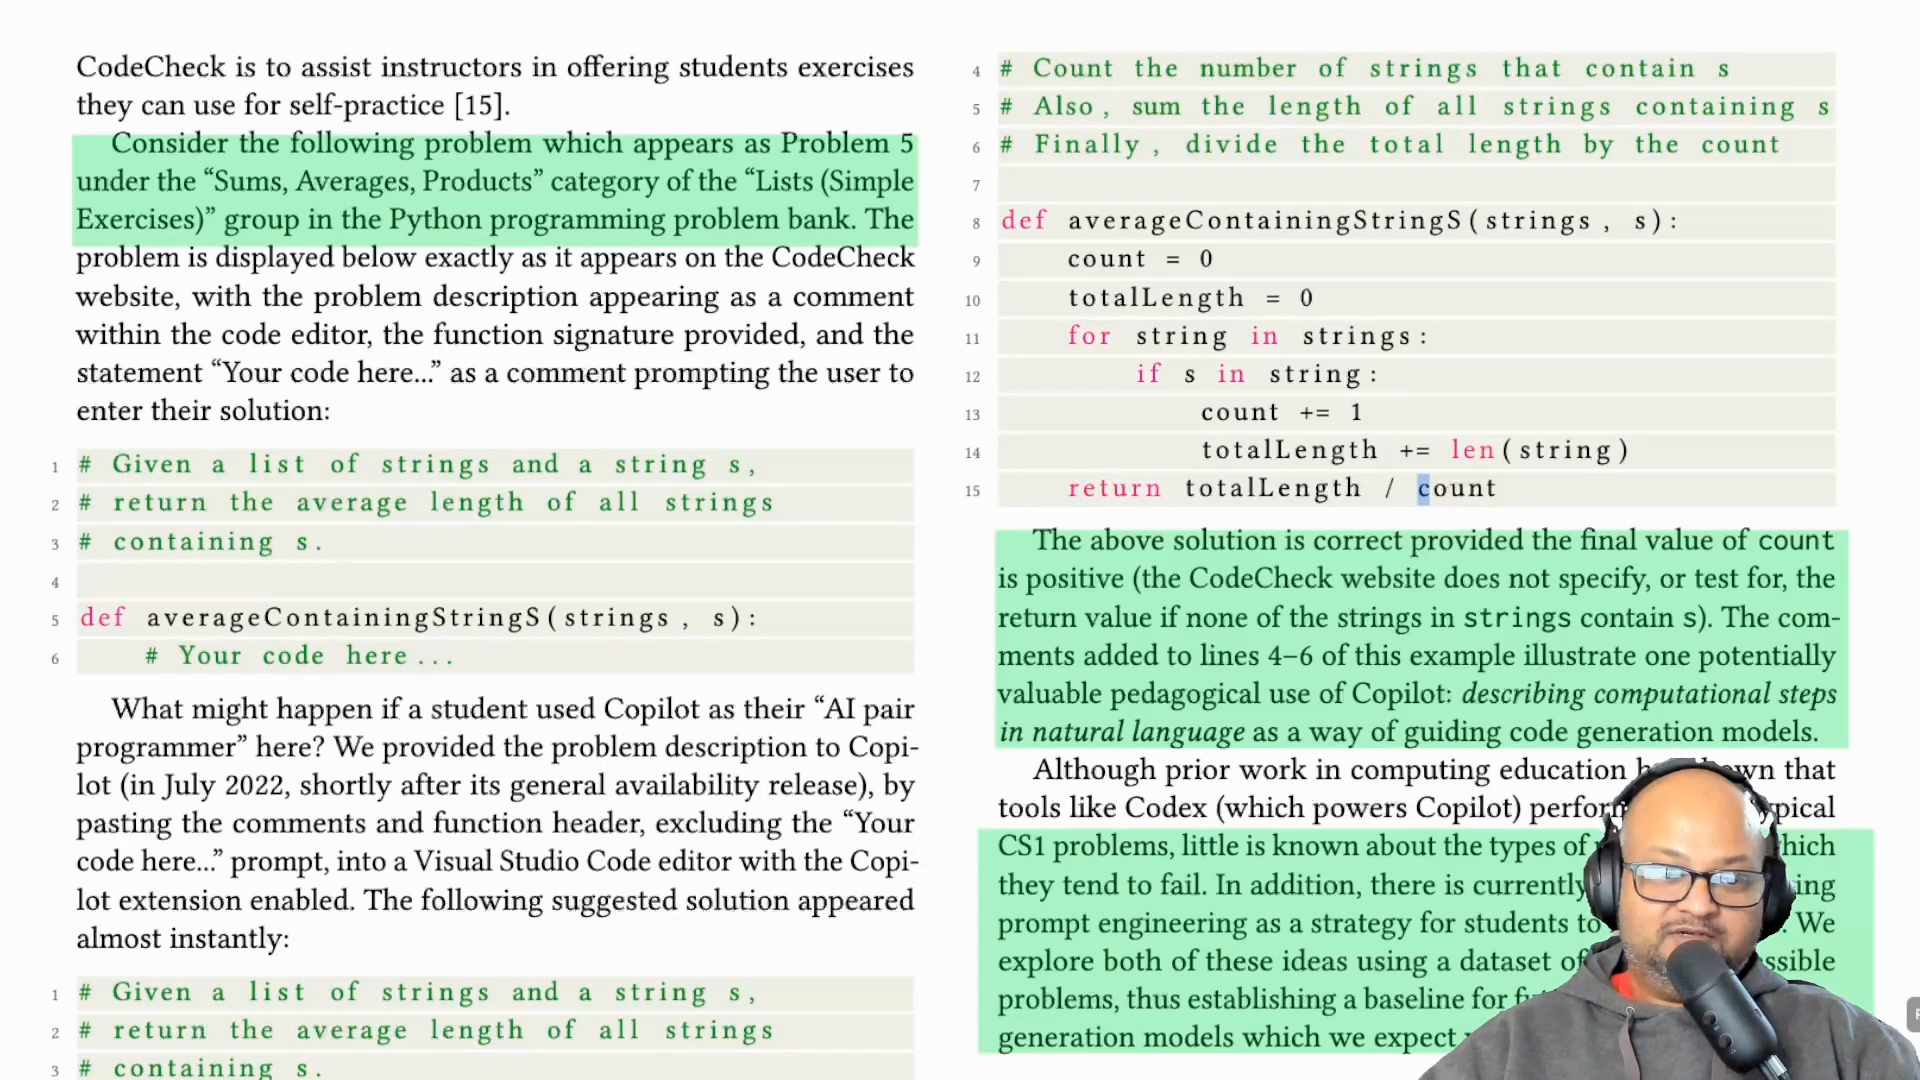 CodeCheck is to assist instructors in offering students exercises
they can use for self-practice [15].
Consider the following problem which appears as Problem 5
under the “Sums, Averages, Products” category of the “Lists (Simple
Exercises)” group in the Python programming problem bank. The
problem is displayed below exactly as it appears on the CodeCheck
website, with the problem description appearing as a comment
within the code editor, the function signature provided, and the
statement “Your code here...” as a comment prompting the user to
enter their solution:
1 # Given a list of strings and a string s,
2 # return the average length of all strings
3 # containing s.
4
5 def averageContainingStringS(strings, s):
6 # Your code here...
What might happen if a student used Copilot as their “AI pair
programmer” here? We provided the problem description to Copi-
lot (in July 2022, shortly after its general availability release), by
pasting the comments and function header, excluding the “Your
code here...” prompt, into a Visual Studio Code editor with the Copi-
lot extension enabled. The following suggested solution appeared
almost instantly:
1 # Given a list of strings and a string s,
2 # return the average length of all strings
3 # containing s.
4 # Count the number of strings that contain s
5 # Also, sum the length of all strings containing s
6 # Finally, divide the total length by the count
7
8 def averageContainingStringS(strings, s):
9 count = 0
10 totalLength = 0
11 for string in strings:
12 if s in string:
13 count += 1
14 totalLength += len(string)
15 return totalLength / count
The above solution is correct provided the final value of count
is positive (the CodeCheck website does not specify, or test for, the
return value if none of the strings in strings contain s). The com-
ments added to lines 4–6 of this example illustrate one potentially
valuable pedagogical use of Copilot: describing computational steps
in natural language as a way of guiding code generation models.
Although prior work in computing education that
tools like Codex (which powers Copilot)
CS1 problems, little is known about the types of
they tend to fail. In addition, there is currently
prompt engineering as a strategy for students to We
explore both of these ideas using a dataset of
problems, thus establishing a baseline for
generation models which we expect